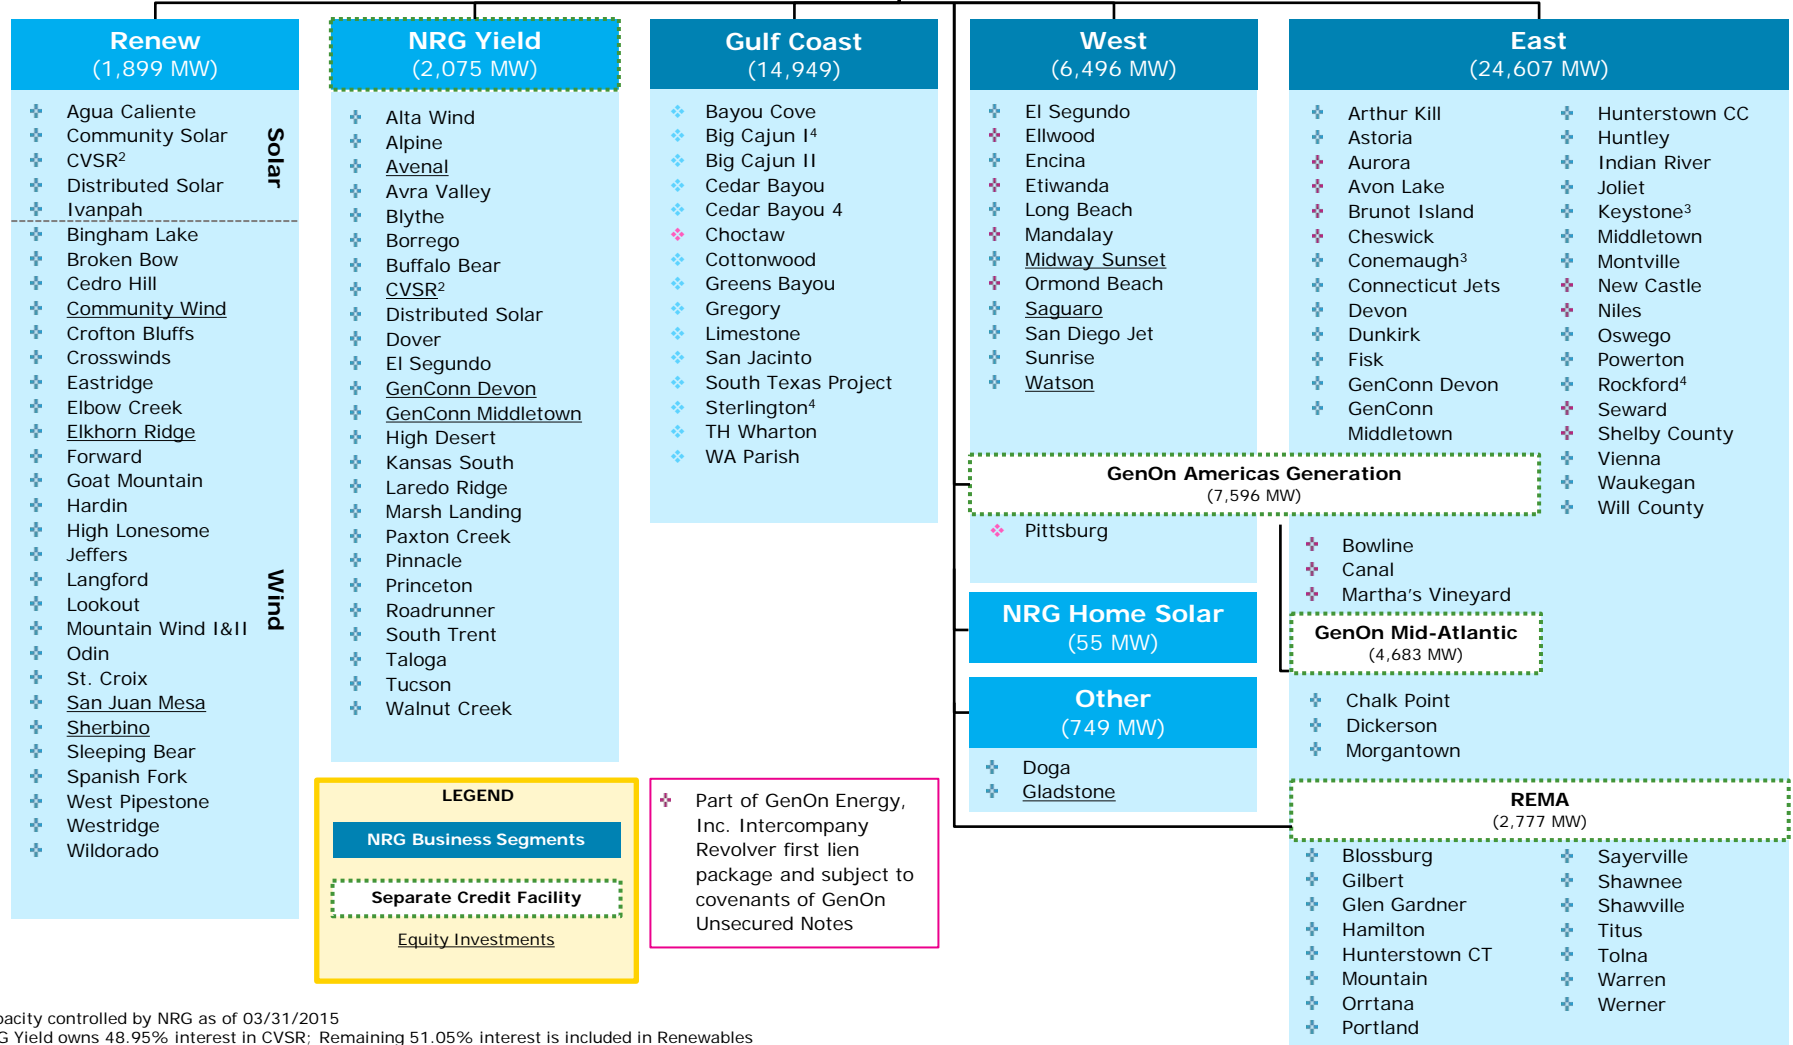 Renew
(1,899 MW)
Agua Caliente
Community Solar
CVSR²
Distributed Solar
Ivanpah
Solar
Bingham Lake
Broken Bow
Cedro Hill
Community Wind
Crofton Bluffs
Crosswinds
Eastridge
Elbow Creek
Elkhorn Ridge
Forward
Goat Mountain
Hardin
High Lonesome
Jeffers
Langford
Lookout
Mountain Wind I&II
Odin
St. Croix
San Juan Mesa
Sherbino
Sleeping Bear
Spanish Fork
West Pipestone
Westridge
Wildorado
Wind
NRG Yield
(2,075 MW)
Alta Wind
Alpine
Avenal
Avra Valley
Blythe
Borrego
Buffalo Bear
CVSR²
Distributed Solar
Dover
El Segundo
GenConn Devon
GenConn Middletown
High Desert
Kansas South
Laredo Ridge
Marsh Landing
Paxton Creek
Pinnacle
Princeton
Roadrunner
South Trent
Taloga
Tucson
Walnut Creek
Gulf Coast
(14,949)
Bayou Cove
Big Cajun I⁴
Big Cajun II
Cedar Bayou
Cedar Bayou 4
Choctaw
Cottonwood
Greens Bayou
Gregory
Limestone
San Jacinto
South Texas Project
Sterlington⁴
TH Wharton
WA Parish
West
(6,496 MW)
El Segundo
Ellwood
Encina
Etiwanda
Long Beach
Mandalay
Midway Sunset
Ormond Beach
Saguaro
San Diego Jet
Sunrise
Watson
East
(24,607 MW)
Arthur Kill
Astoria
Aurora
Avon Lake
Brunot Island
Cheswick
Conemaugh³
Connecticut Jets
Devon
Dunkirk
Fisk
GenConn Devon
GenConn
Middletown
Hunterstown CC
Huntley
Indian River
Joliet
Keystone³
Middletown
Montville
New Castle
Niles
Oswego
Powerton
Rockford⁴
Seward
Shelby County
Vienna
Waukegan
Will County
GenOn Americas Generation
(7,596 MW)
Pittsburg
Bowline
Canal
Martha's Vineyard
GenOn Mid-Atlantic
(4,683 MW)
Chalk Point
Dickerson
Morgantown
NRG Home Solar
(55 MW)
Other
(749 MW)
Doga
Gladstone
REMA
(2,777 MW)
Blossburg
Gilbert
Glen Gardner
Hamilton
Hunterstown CT
Mountain
Orrtana
Portland
Sayerville
Shawnee
Shawville
Titus
Tolna
Warren
Werner
LEGEND
NRG Business Segments
Separate Credit Facility
Equity Investments
Part of GenOn Energy,
Inc. Intercompany
Revolver first lien
package and subject to
covenants of GenOn
Unsecured Notes
controlled by NRG as of 03/31/2015
Yield owns 48.95% interest in CVSR; Remaining 51.05% interest is included in Renewables